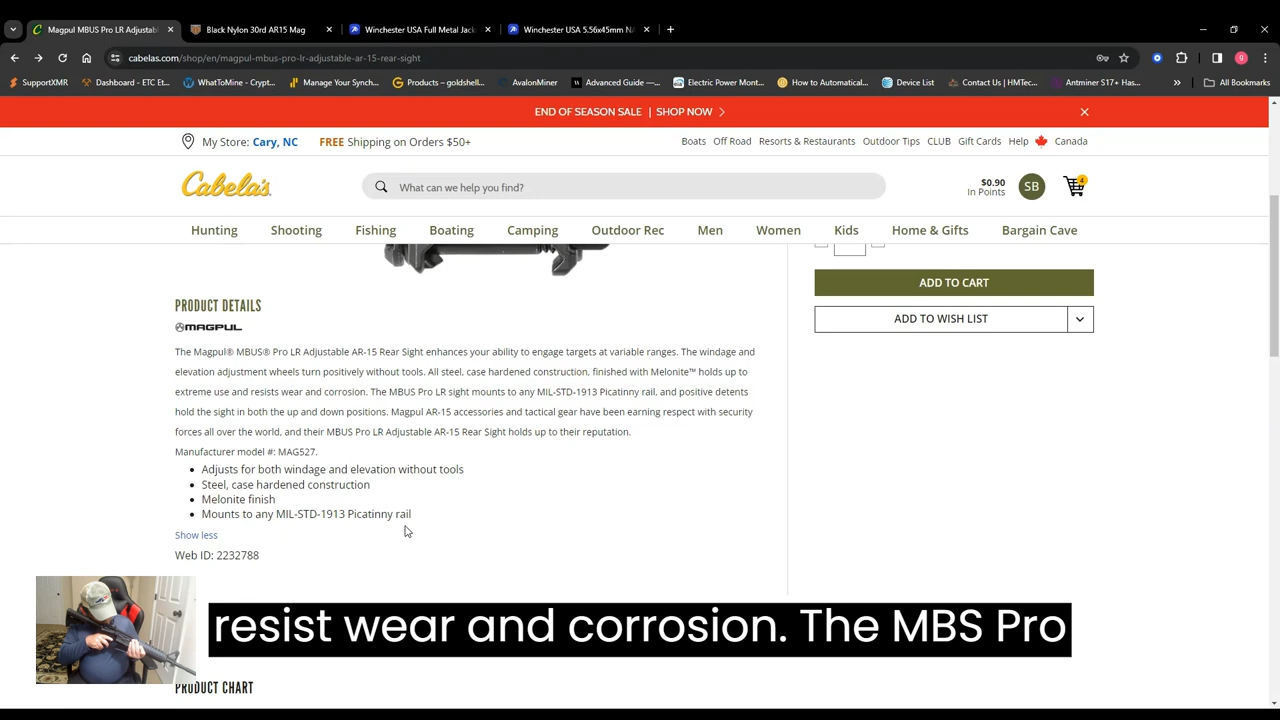 Magpul MBUS Pro LR Adjustabl
Black Nylon 30rd AR15 Mag
Winchester USA Full Metal Jack
Winchester USA 5.56x45mm NA
cabelas.com/shop/en/magpul-mbus-pro-lr-adjustable-ar-15-rear-sight
SupportXMR
Dashboard - ETC Et...
WhatToMine - Crypt...
Manage Your Synch...
Products – goldshell...
AvalonMiner
Advanced Guide —...
Electric Power Mont...
How to Automatical...
Device List
Contact Us | HMTec...
Antminer S17+ Has...
All Bookmarks
END OF SEASON SALE | SHOP NOW
My Store: Cary, NC
FREE Shipping on Orders $50+
Boats
Off Road
Resorts & Restaurants
Outdoor Tips
CLUB
Gift Cards
Help
Canada
Cabela's
What can we help you find?
$0.90
In Points
SB
4
Hunting
Shooting
Fishing
Boating
Camping
Outdoor Rec
Men
Women
Kids
Home & Gifts
Bargain Cave
ADD TO CART
ADD TO WISH LIST
PRODUCT DETAILS
MAGPUL
The Magpul® MBUS® Pro LR Adjustable AR-15 Rear Sight enhances your ability to engage targets at variable ranges. The windage and
elevation adjustment wheels turn positively without tools. All steel, case hardened construction, finished with Melonite™ holds up to
extreme use and resists wear and corrosion. The MBUS Pro LR sight mounts to any MIL-STD-1913 Picatinny rail, and positive detents
hold the sight in both the up and down positions. Magpul AR-15 accessories and tactical gear have been earning respect with security
forces all over the world, and their MBUS Pro LR Adjustable AR-15 Rear Sight holds up to their reputation.
Manufacturer model #: MAG527.
Adjusts for both windage and elevation without tools
Steel, case hardened construction
Melonite finish
Mounts to any MIL-STD-1913 Picatinny rail
Show less
Web ID: 2232788
resist wear and corrosion. The MBS Pro
PRODUCT CHART